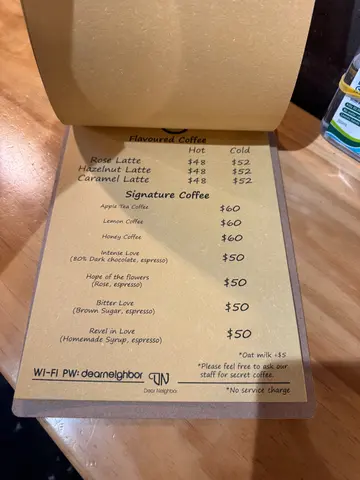 Flavoured Coffee
Hot Cold
Rose Latte $48 $52
Hazelnut Latte $48 $52
Caramel Latte $48 $52
Signature Coffee
Apple Tea Coffee $60
Lemon Coffee $60
Honey Coffee $60
Intense Love $50
(80% Dark chocolate, espresso)
Hope of the flowers $50
(Rose, espresso)
Bitter Love $50
(Brown Sugar, espresso)
Revel in Love $50
(Homemade Syrup, espresso)
*Oat milk +$5
*Please feel free to ask our
staff for secret coffee.
WI-FI PW: dearneighbor DN
Dear Neighbor
*No service charge